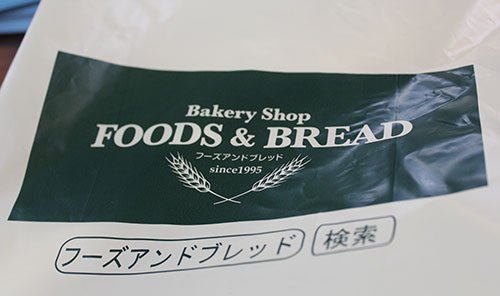 Bakery Shop
FOODS & BREAD
フーズアンドブレッド
since1995
フーズアンドブレッド 検索